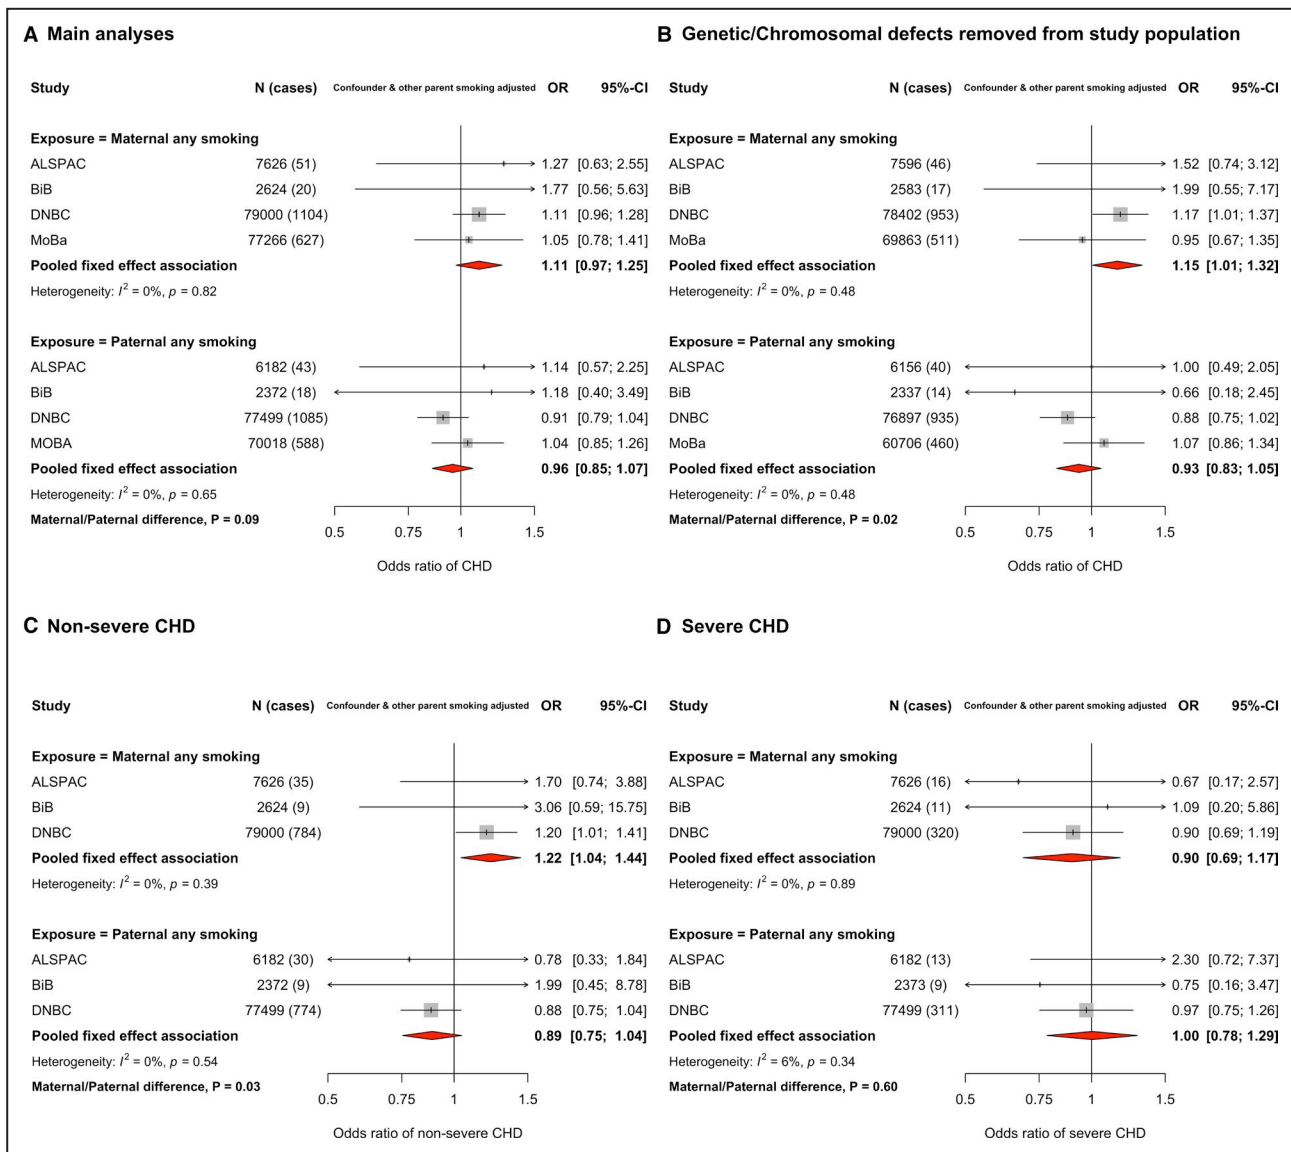 A Main analyses
Study N (cases) Confounder & other parent smoking adjusted OR 95%-CI
Exposure = Maternal any smoking
ALSPAC 7626 (51) 1.27 [0.63; 2.55]
BiB 2624 (20) 1.77 [0.56; 5.63]
DNBC 79000 (1104) 1.11 [0.96; 1.28]
MoBa 77266 (627) 1.05 [0.78; 1.41]
Pooled fixed effect association 1.11 [0.97; 1.25]
Heterogeneity: I² = 0%, p = 0.82
Exposure = Paternal any smoking
ALSPAC 6182 (43) 1.14 [0.57; 2.25]
BiB 2372 (18) 1.18 [0.40; 3.49]
DNBC 77499 (1085) 0.91 [0.79; 1.04]
MOBA 70018 (588) 1.04 [0.85; 1.26]
Pooled fixed effect association 0.96 [0.85; 1.07]
Heterogeneity: I² = 0%, p = 0.65
Maternal/Paternal difference, P = 0.09
0.5 0.75 1 1.5
Odds ratio of CHD
B Genetic/Chromosomal defects removed from study population
Study N (cases) Confounder & other parent smoking adjusted OR 95%-CI
Exposure = Maternal any smoking
ALSPAC 7596 (46) 1.52 [0.74; 3.12]
BiB 2583 (17) 1.99 [0.55; 7.17]
DNBC 78402 (953) 1.17 [1.01; 1.37]
MoBa 69863 (511) 0.95 [0.67; 1.35]
Pooled fixed effect association 1.15 [1.01; 1.32]
Heterogeneity: I² = 0%, p = 0.48
Exposure = Paternal any smoking
ALSPAC 6156 (40) 1.00 [0.49; 2.05]
BiB 2337 (14) 0.66 [0.18; 2.45]
DNBC 76897 (935) 0.88 [0.75; 1.02]
MoBa 60706 (460) 1.07 [0.86; 1.34]
Pooled fixed effect association 0.93 [0.83; 1.05]
Heterogeneity: I² = 0%, p = 0.48
Maternal/Paternal difference, P = 0.02
0.5 0.75 1 1.5
Odds ratio of CHD
C Non-severe CHD
Study N (cases) Confounder & other parent smoking adjusted OR 95%-CI
Exposure = Maternal any smoking
ALSPAC 7626 (35) 1.70 [0.74; 3.88]
BiB 2624 (9) 3.06 [0.59; 15.75]
DNBC 79000 (784) 1.20 [1.01; 1.41]
Pooled fixed effect association 1.22 [1.04; 1.44]
Heterogeneity: I² = 0%, p = 0.39
Exposure = Paternal any smoking
ALSPAC 6182 (30) 0.78 [0.33; 1.84]
BiB 2372 (9) 1.99 [0.45; 8.78]
DNBC 77499 (774) 0.88 [0.75; 1.04]
Pooled fixed effect association 0.89 [0.75; 1.04]
Heterogeneity: I² = 0%, p = 0.54
Maternal/Paternal difference, P = 0.03
0.5 0.75 1 1.5
Odds ratio of non-severe CHD
D Severe CHD
Study N (cases) Confounder & other parent smoking adjusted OR 95%-CI
Exposure = Maternal any smoking
ALSPAC 7626 (16) 0.67 [0.17; 2.57]
BiB 2624 (11) 1.09 [0.20; 5.86]
DNBC 79000 (320) 0.90 [0.69; 1.19]
Pooled fixed effect association 0.90 [0.69; 1.17]
Heterogeneity: I² = 0%, p = 0.89
Exposure = Paternal any smoking
ALSPAC 6182 (13) 2.30 [0.72; 7.37]
BiB 2373 (9) 0.75 [0.16; 3.47]
DNBC 77499 (311) 0.97 [0.75; 1.26]
Pooled fixed effect association 1.00 [0.78; 1.29]
Heterogeneity: I² = 6%, p = 0.34
Maternal/Paternal difference, P = 0.60
0.5 0.75 1 1.5
Odds ratio of severe CHD